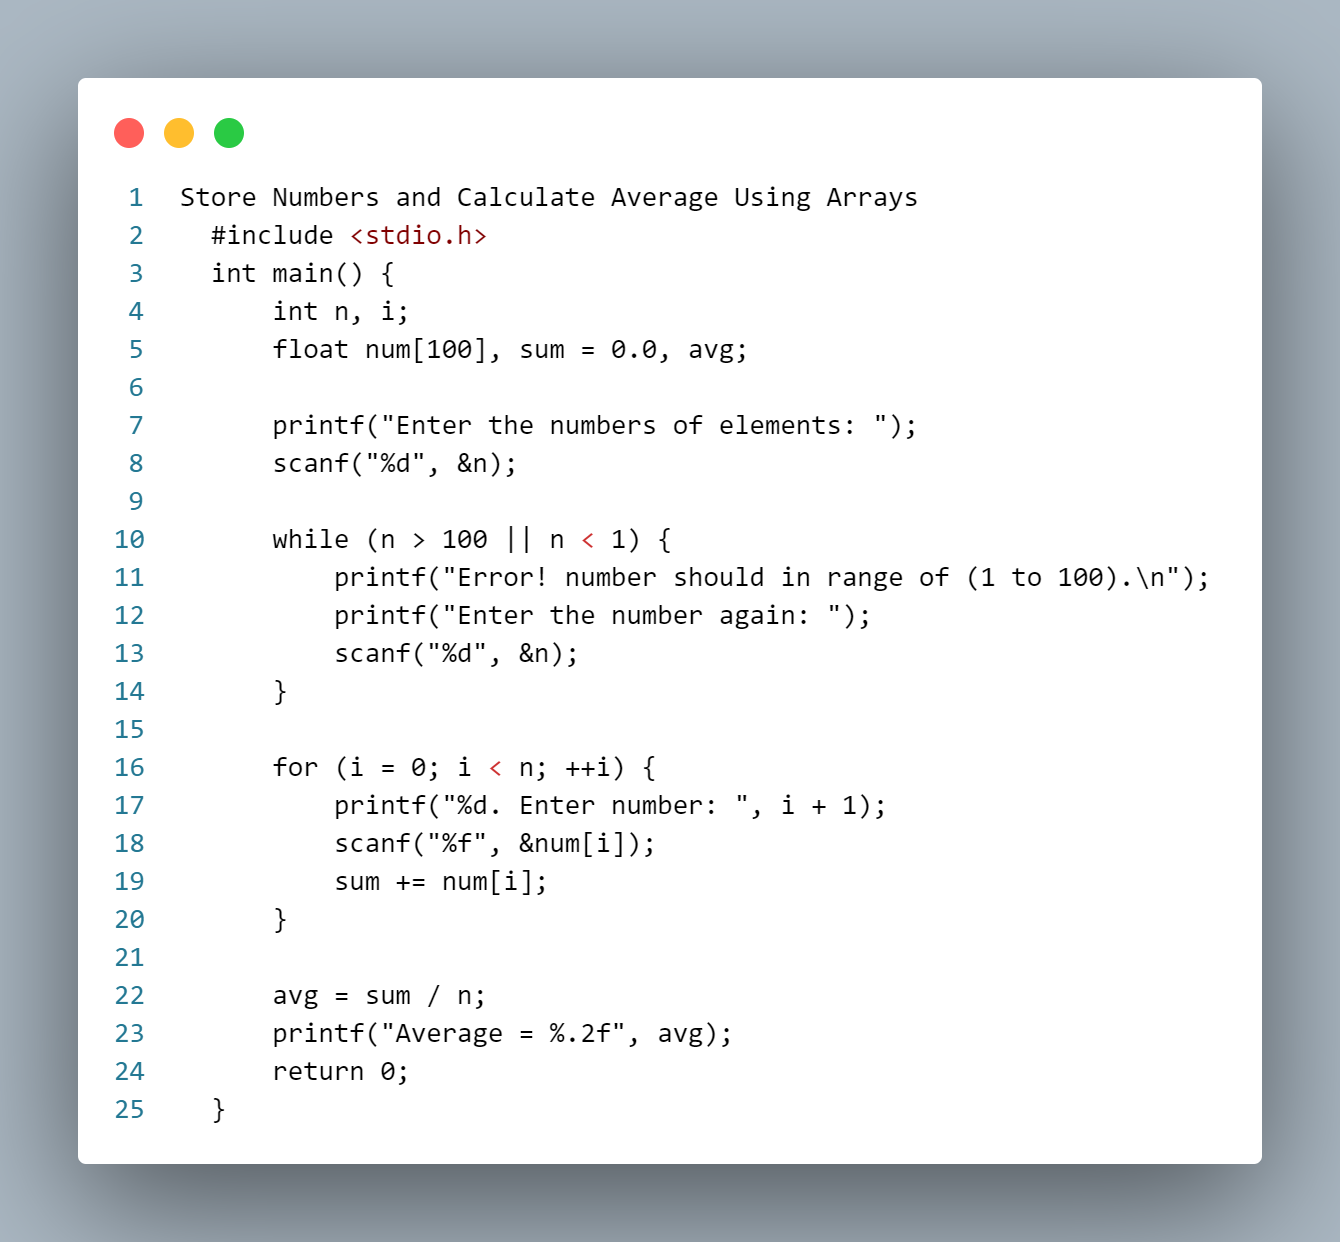 1 Store Numbers and Calculate Average Using Arrays
2 #include <stdio.h>
3 int main() {
4 int n, i;
5 float num[100], sum = 0.0, avg;
6
7 printf("Enter the numbers of elements: ");
8 scanf("%d", &n);
9
10 while (n > 100 || n < 1) {
11 printf("Error! number should in range of (1 to 100).\n");
12 printf("Enter the number again: ");
13 scanf("%d", &n);
14 }
15
16 for (i = 0; i < n; ++i) {
17 printf("%d. Enter number: ", i + 1);
18 scanf("%f", &num[i]);
19 sum += num[i];
20 }
21
22 avg = sum / n;
23 printf("Average = %.2f", avg);
24 return 0;
25 }